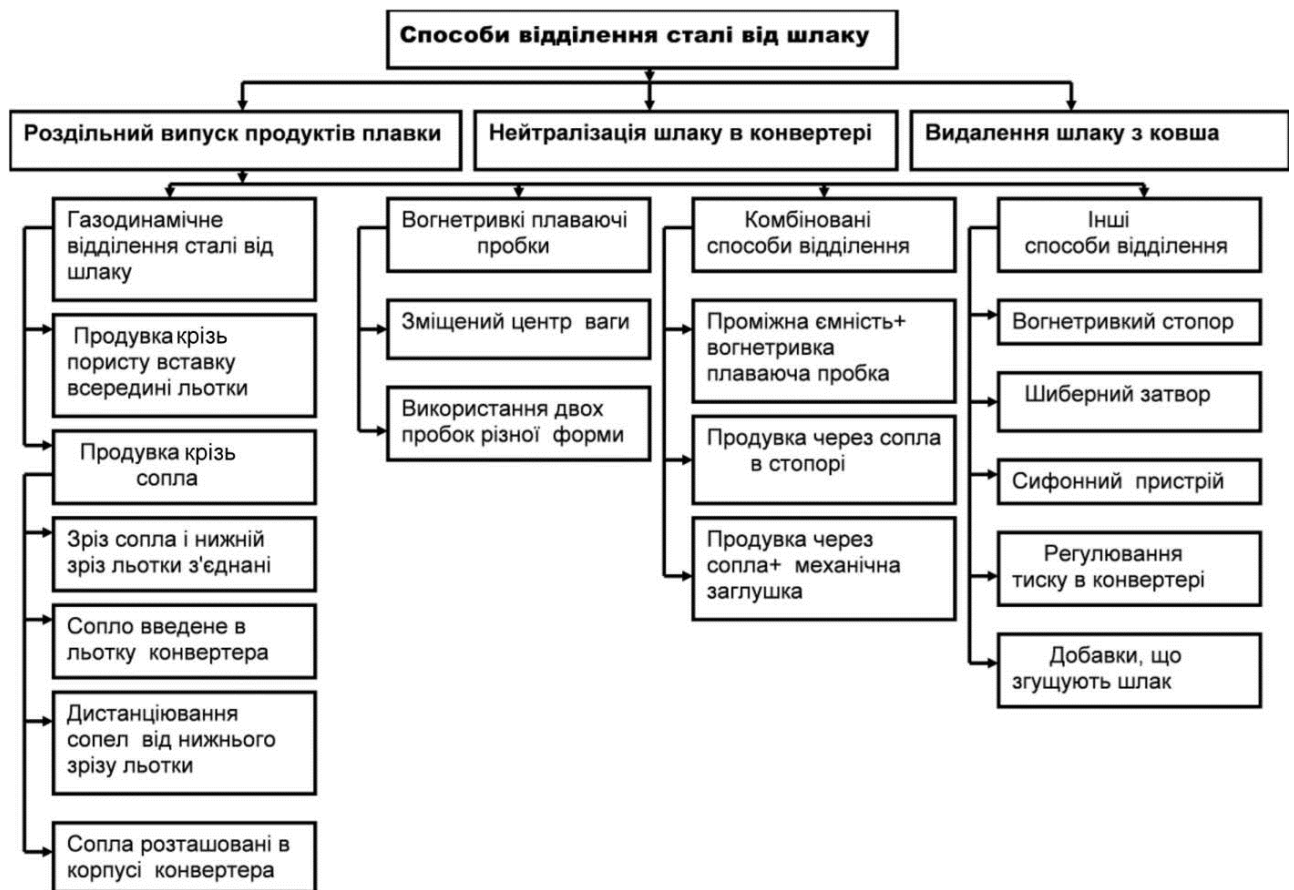 Способи відділення сталі від шлаку
Роздільний випуск продуктів плавки
Нейтралізація шлаку в конвертері
Видалення шлаку з ковша
Газодинамічне
відділення сталі від
шлаку
Продувка крізь
пористу вставку
всередині льотки
Продувка крізь
сопла
Зріз сопла і нижній
зріз льотки з'єднані
Сопло введене в
льотку конвертера
Дистанціювання
сопел від нижнього
зрізу льотки
Сопла розташовані в
корпусі конвертера
Вогнетривкі плаваючі
пробки
Зміщений центр ваги
Використання двох
пробок різної форми
Комбіновані
способи відділення
Проміжна ємність+
вогнетривка
плаваюча пробка
Продувка через сопла
в стопорі
Продувка через
сопла+ механічна
заглушка
Інші
способи відділення
Вогнетривкий стопор
Шиберний затвор
Сифонний пристрій
Регулювання
тиску в конвертері
Добавки, що
згущують шлак